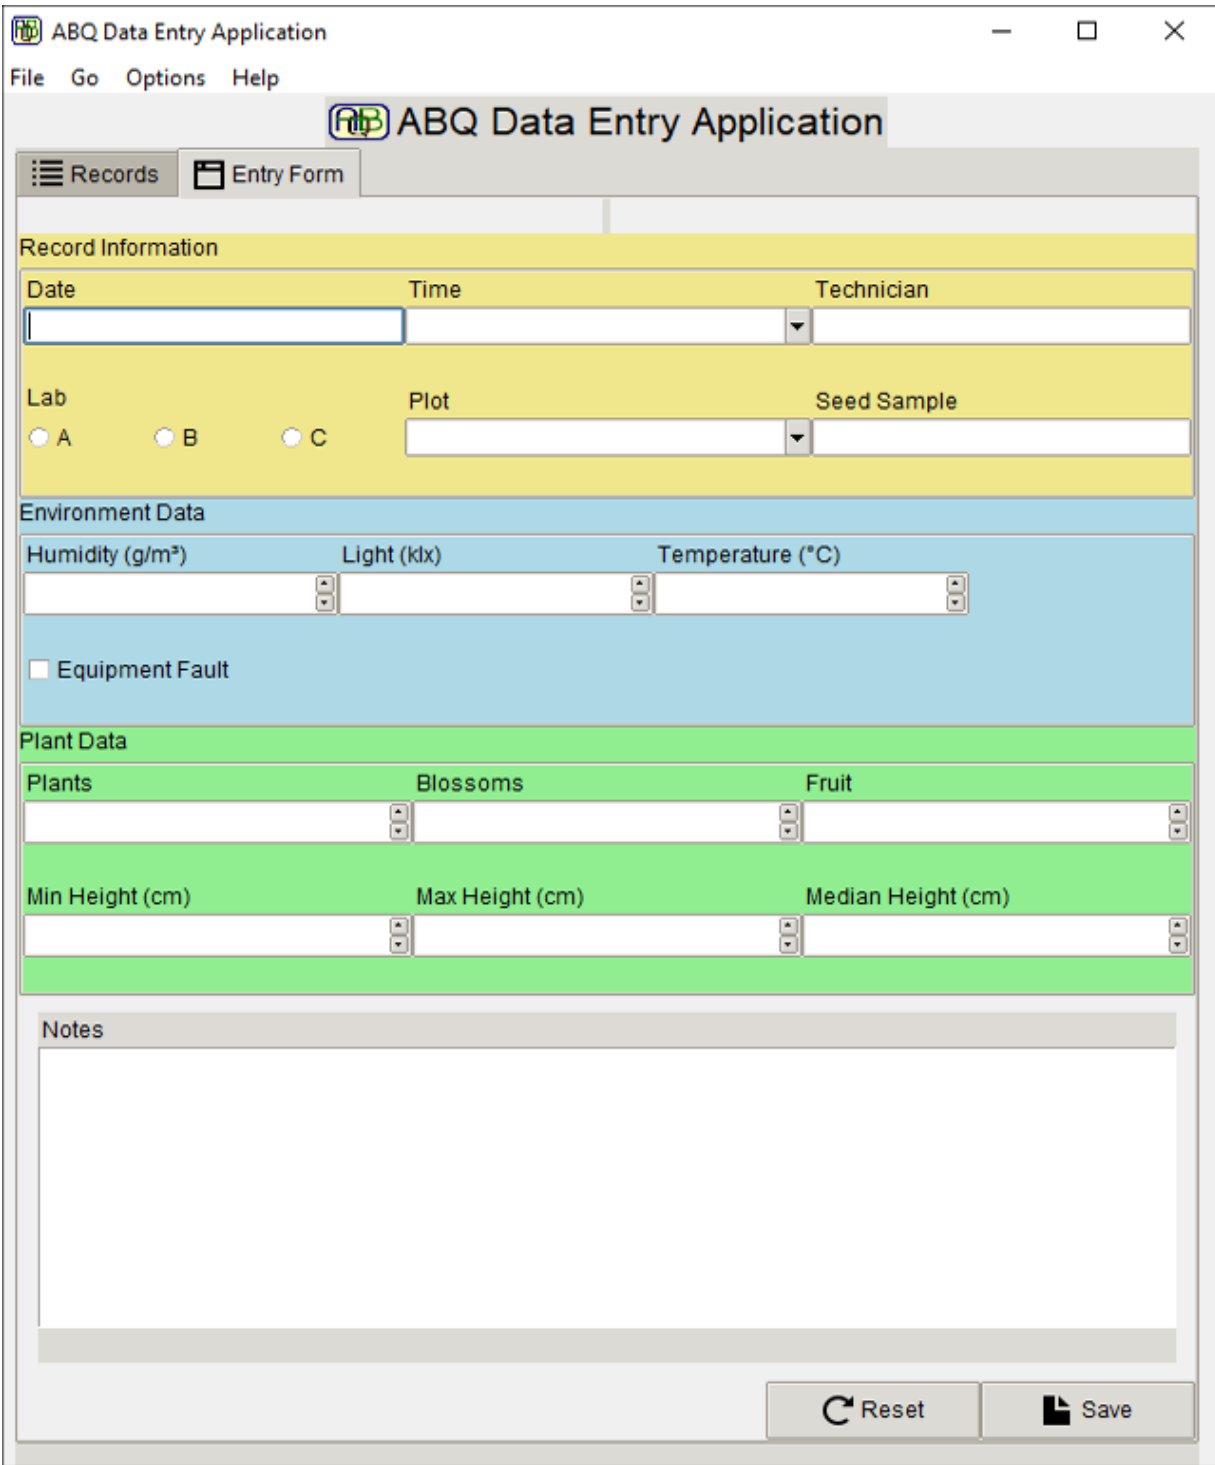 ABQ Data Entry Application
File Go Options Help
ABQ Data Entry Application
Records Entry Form
Record Information
Date Time Technician
Lab Plot Seed Sample
A B C
Environment Data
Humidity (g/m³) Light (klx) Temperature (°C)
Equipment Fault
Plant Data
Plants Blossoms Fruit
Min Height (cm) Max Height (cm) Median Height (cm)
Notes
Reset Save